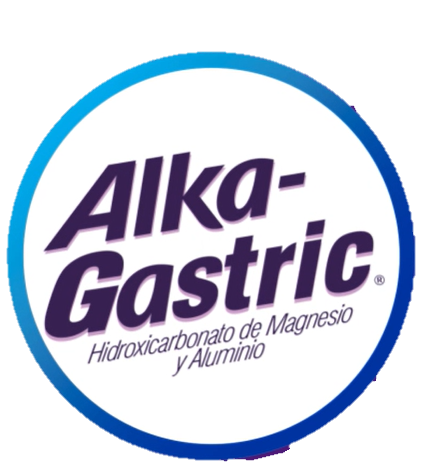 Alka-
Gastric®
Hidroxicarbonato de Magnesio
y Aluminio